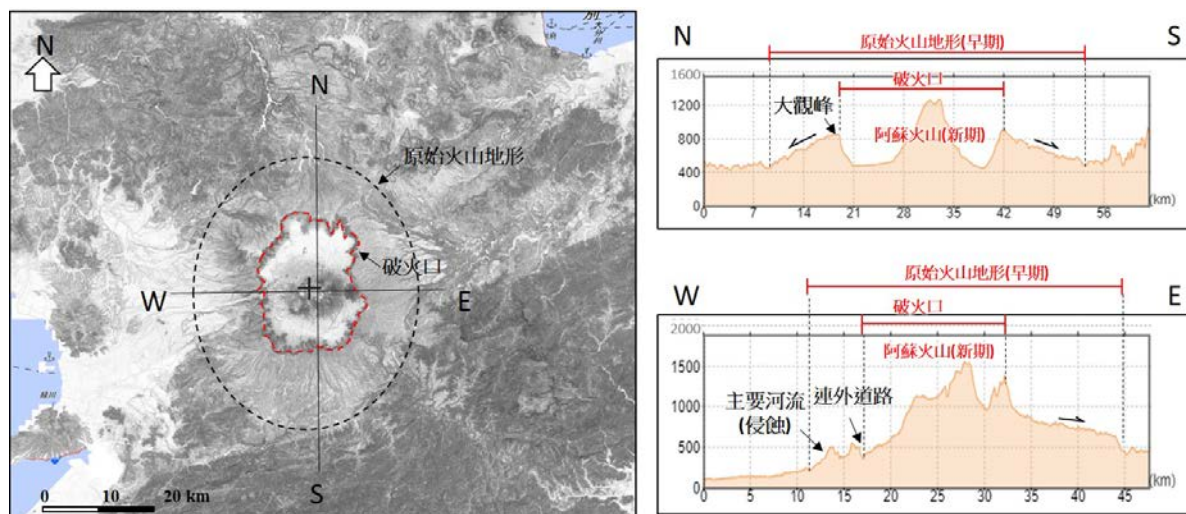 N
N
原始火山地形
破火口
W
E
S
0 10 20 km
N
S
原始火山地形(早期)
破火口
大觀峰
阿蘇火山(新期)
1600
1200
800
400
0 7 14 21 28 35 42 49 56 (km)
W
E
原始火山地形(早期)
破火口
阿蘇火山(新期)
主要河流
(侵蝕)
連外道路
2000
1500
1000
500
0
0 5 10 15 20 25 30 35 40 45 (km)